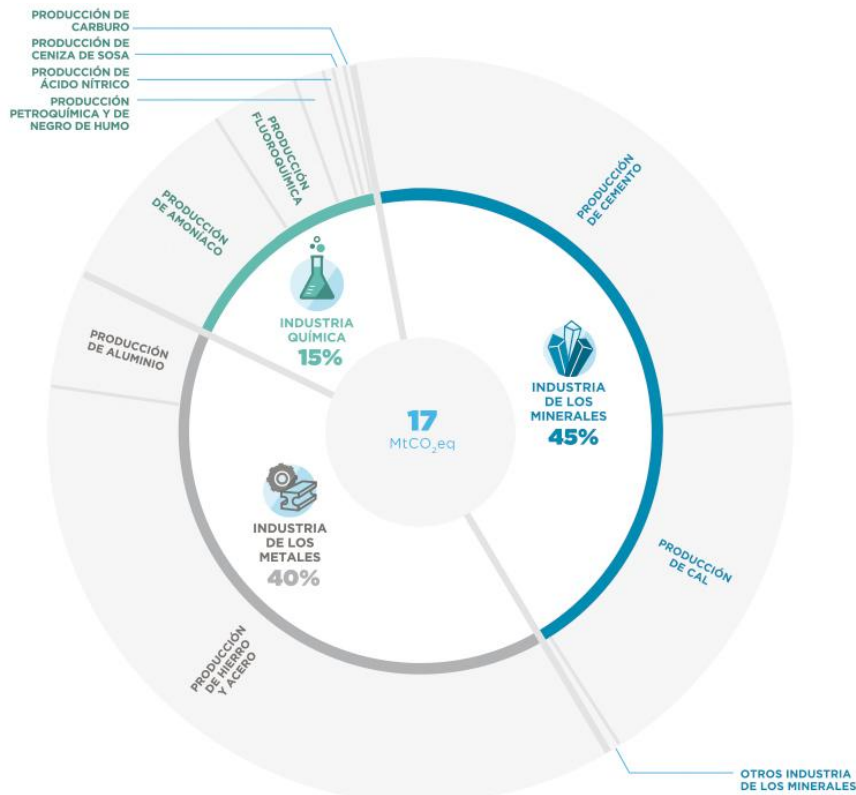 PRODUCCIÓN DE
CARBURO
PRODUCCIÓN DE
CENIZA DE SOSA
PRODUCCIÓN DE
ÁCIDO NÍTRICO
PRODUCCIÓN
PETROQUÍMICA Y DE
NEGRO DE HUMO
PRODUCCIÓN
FLUOROQUÍMICA
PRODUCCIÓN
DE AMONÍACO
PRODUCCIÓN
DE ALUMINIO
PRODUCCIÓN
DE CEMENTO
INDUSTRIA
QUÍMICA
15%
INDUSTRIA
DE LOS
MINERALES
45%
17
MtCO₂eq
INDUSTRIA
DE LOS
METALES
40%
PRODUCCIÓN
DE CAL
PRODUCCIÓN
DE HIERRO
Y ACERO
OTROS INDUSTRIA
DE LOS MINERALES